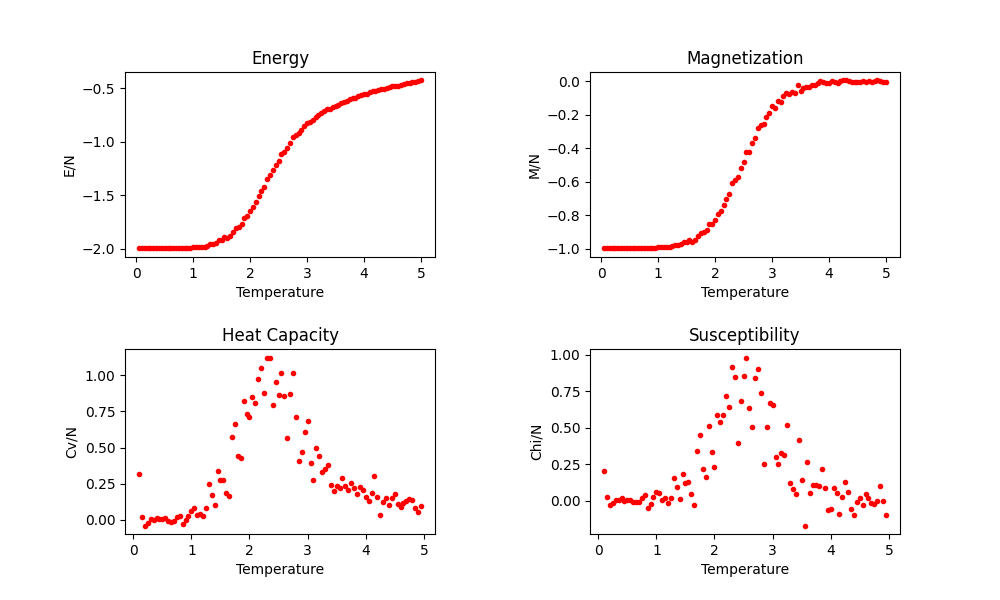 Energy
E/N
−0.5
−1.0
−1.5
−2.0
0 1 2 3 4 5
Temperature
Magnetization
M/N
0.0
−0.2
−0.4
−0.6
−0.8
−1.0
0 1 2 3 4 5
Temperature
Heat Capacity
Cv/N
1.00
0.75
0.50
0.25
0.00
0 1 2 3 4 5
Temperature
Susceptibility
Chi/N
1.00
0.75
0.50
0.25
0.00
0 1 2 3 4 5
Temperature